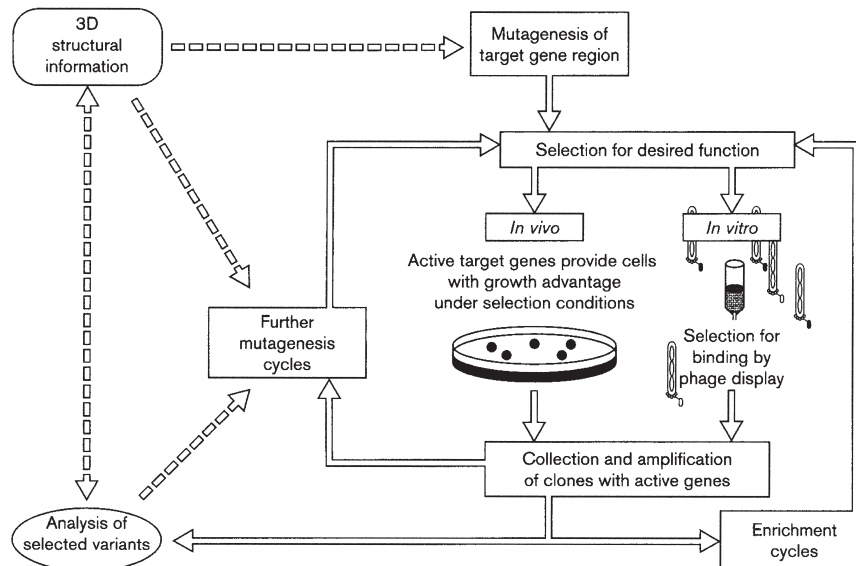 3D
structural
information
Mutagenesis of
target gene region
Selection for desired function
In vivo
In vitro
Active target genes provide cells
with growth advantage
under selection conditions
Further
mutagenesis
cycles
Selection for
binding by
phage display
Collection and amplification
of clones with active genes
Analysis of
selected variants
Enrichment
cycles